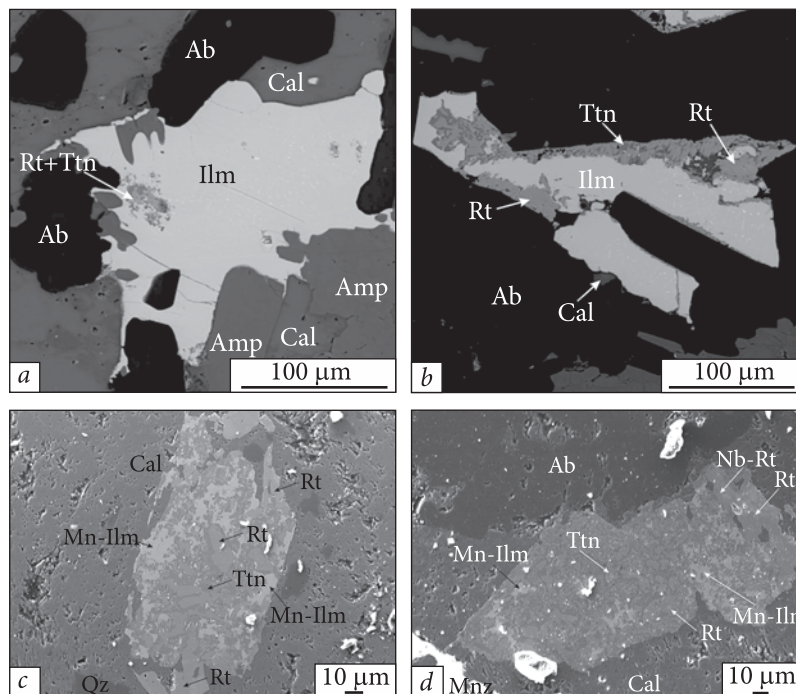 Ab
Cal
Rt+Ttn
Ilm
Ab
Amp
Amp
Cal
a
100 μm
Ttn
Rt
Ilm
Rt
Ab
Cal
b
100 μm
Cal
Rt
Mn-Ilm
Rt
Ttn
Mn-Ilm
Rt
Qz
c
10 μm
Nb-Rt
Ab
Rt
Ttn
Mn-Ilm
Mn-Ilm
Rt
Mnz
Cal
d
10 μm